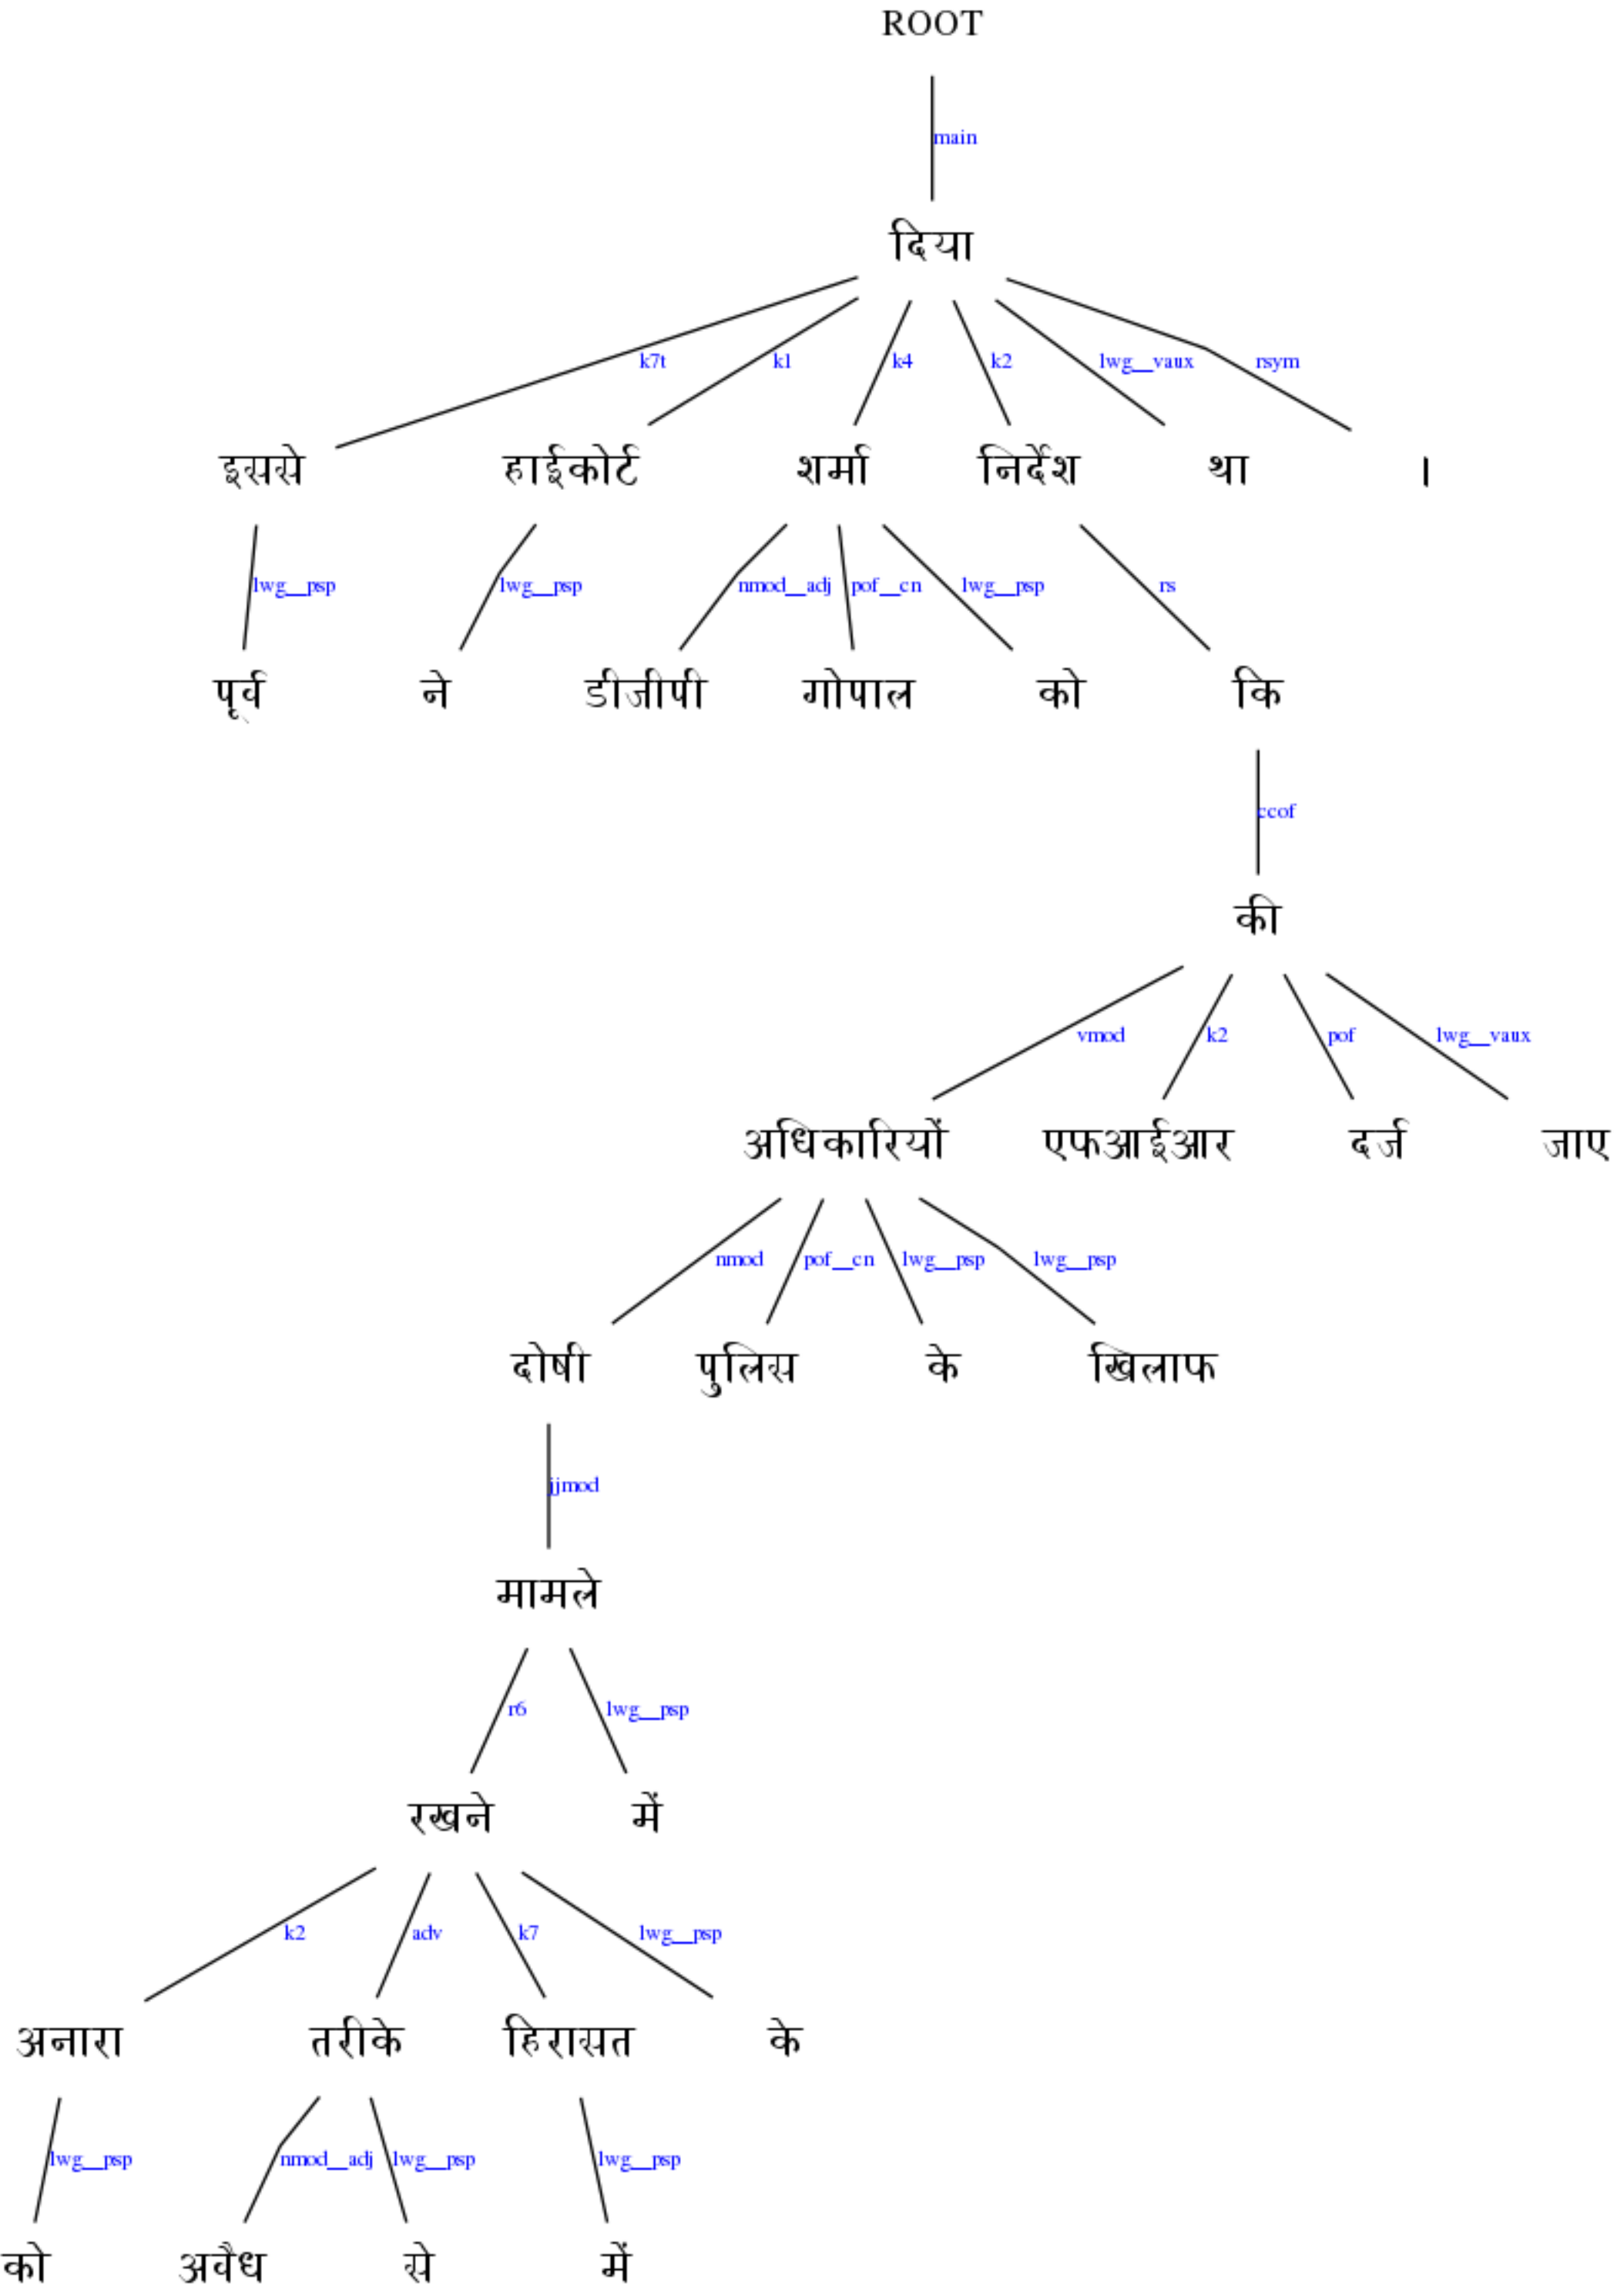 ROOT
main
दिया
k7t k1 k4 k2 lwg__vaux rsym
इससे हाईकोर्ट शर्मा निर्देश था ।
lwg__psp lwg__psp nmod__adj pof__cn lwg__psp rs
पूर्व ने डीजीपी गोपाल को कि
ccof
की
vmod k2 pof lwg__vaux
अधिकारियों एफआईआर दर्ज जाए
nmod pof__cn lwg__psp lwg__psp
दोषी पुलिस के खिलाफ
jjmod
मामले
r6 lwg__psp
रखने में
k2 adv k7 lwg__psp
अनारा तरीके हिरासत के
lwg__psp nmod__adj lwg__psp lwg__psp
को अवैध से में